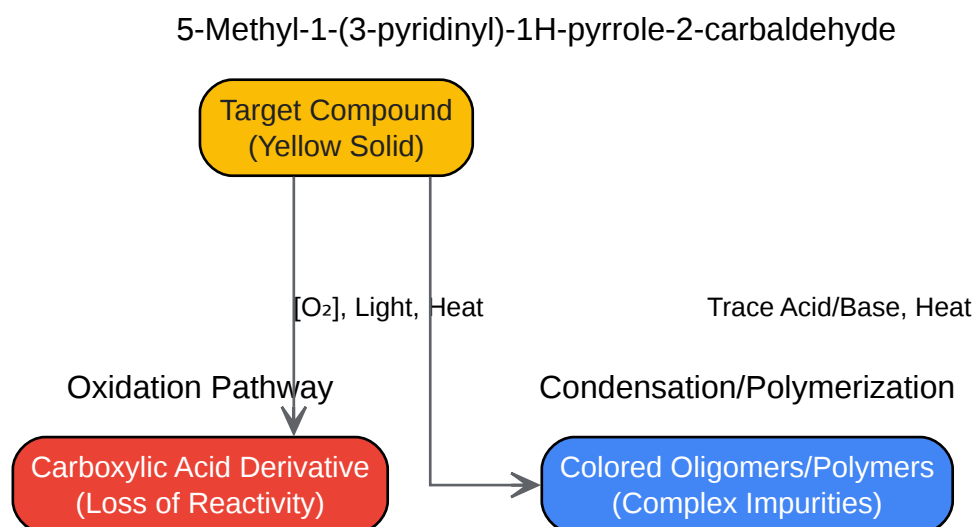 5-Methyl-1-(3-pyridinyl)-1H-pyrrole-2-carbaldehyde
Target Compound
(Yellow Solid)
[O₂], Light, Heat
Trace Acid/Base, Heat
Oxidation Pathway
Condensation/Polymerization
Carboxylic Acid Derivative
(Loss of Reactivity)
Colored Oligomers/Polymers
(Complex Impurities)